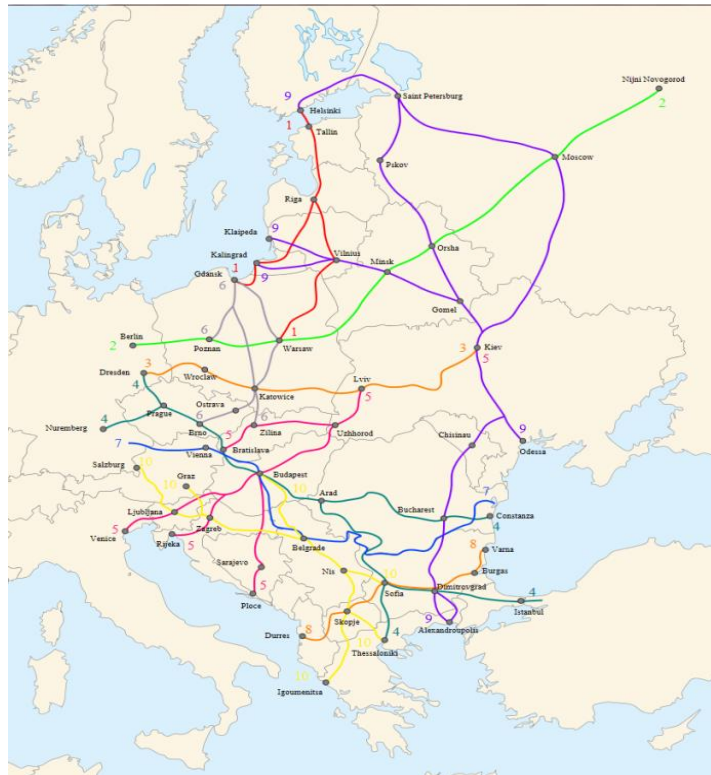 Nijni Novogorod
2
9
Saint Petersburg
Helsinki
1
Tallin
Moscow
Pskov
Riga
Klaipeda
9
Orsha
Kalingrad
Vilnius
Minsk
Gdansk
1
9
6
Gomel
Berlin
2
6
Poznan
1
Warsaw
3
Kiev
5
Dresden
3
Wroclaw
4
Lviv
5
Katowice
Ostrava
Prague
Nuremberg
4
6
Brno
6
Zilina
Uzhhorod
Chisinau
9
Odessa
7
5
Vienna
Bratislava
Salzburg
10
Graz
10
Budapest
10
Arad
7
Bucharest
Constanza
4
Ljubljana
Zagreb
Venice
5
Rijeka
5
Belgrade
8
Varna
Burgas
Sarajevo
5
Ploce
Nis
10
Sofia
Dimitrovgrad
4
Istanbul
Skopje
9
Alexandroupolis
Durres
8
10
4
Thessaloniki
10
Igoumenitsa